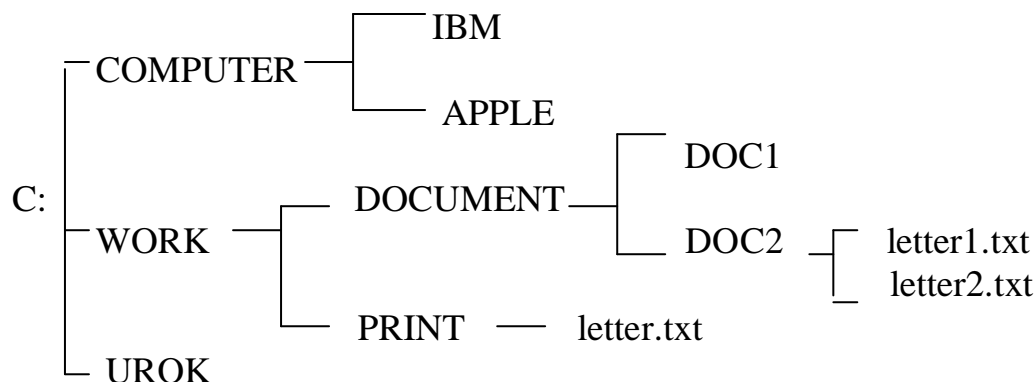 IBM
COMPUTER
APPLE
DOC1
C:
DOCUMENT
WORK
DOC2
letter1.txt
letter2.txt
PRINT
letter.txt
UROK